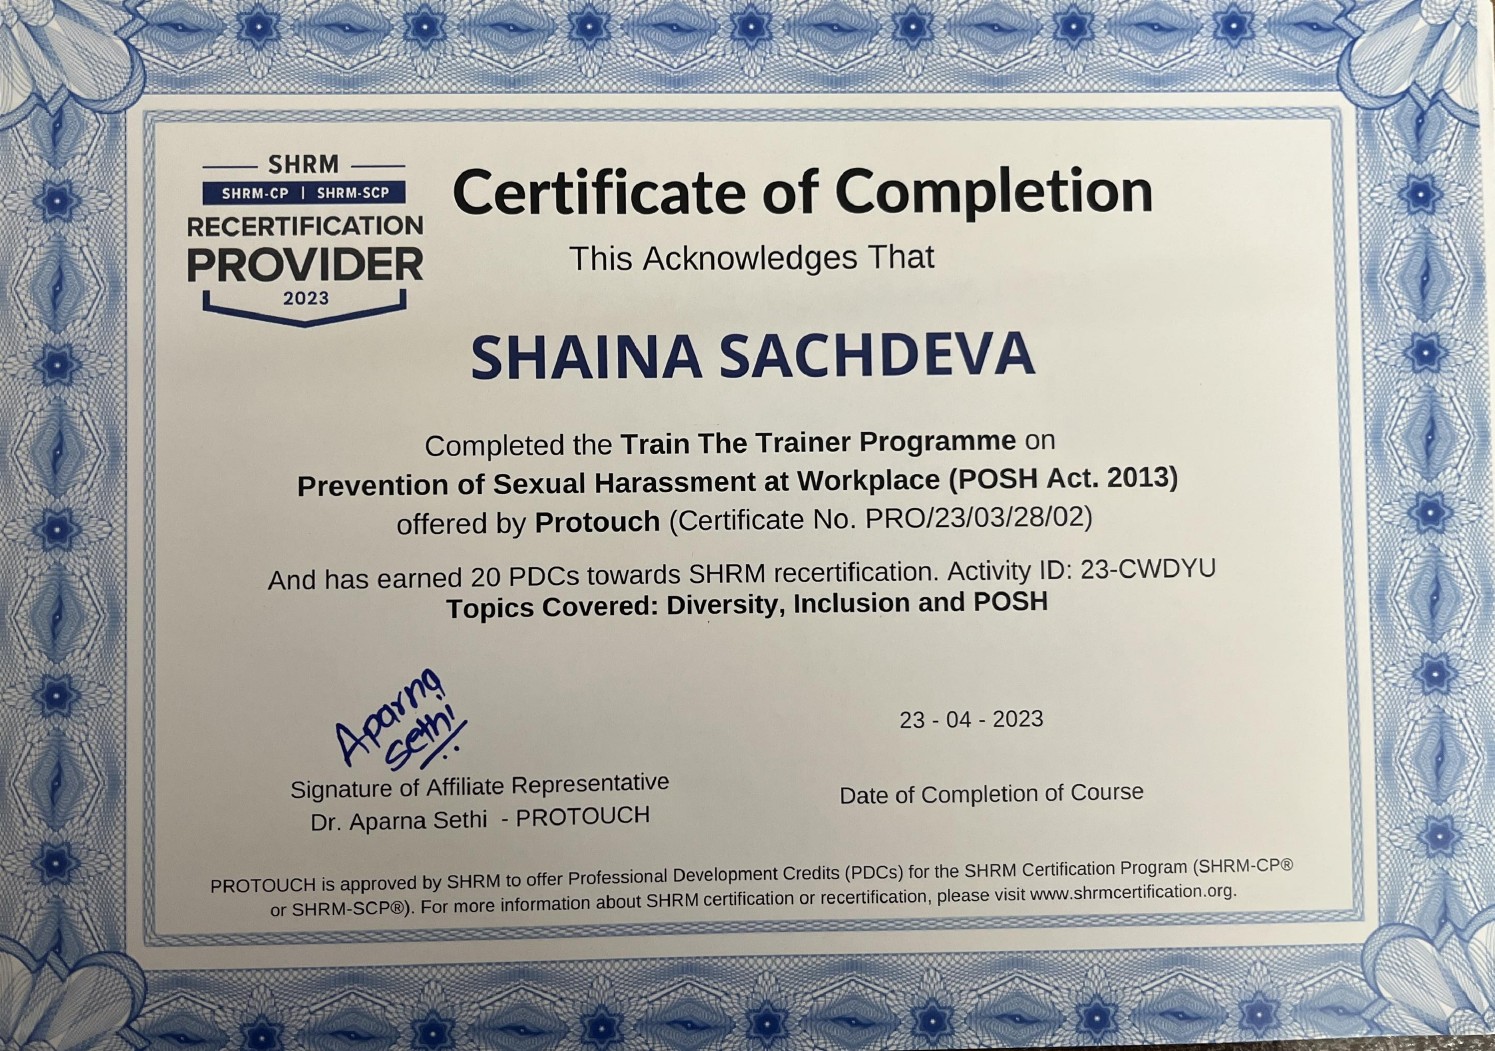 SHRM
SHRM-CP | SHRM-SCP
RECERTIFICATION
PROVIDER
2023
Certificate of Completion
This Acknowledges That
SHAINA SACHDEVA
Completed the Train The Trainer Programme on
Prevention of Sexual Harassment at Workplace (POSH Act. 2013)
offered by Protouch (Certificate No. PRO/23/03/28/02)
And has earned 20 PDCs towards SHRM recertification. Activity ID: 23-CWDYU
Topics Covered: Diversity, Inclusion and POSH
Aparna
Sethi
Signature of Affiliate Representative
Dr. Aparna Sethi - PROTOUCH
23 - 04 - 2023
Date of Completion of Course
PROTOUCH is approved by SHRM to offer Professional Development Credits (PDCs) for the SHRM Certification Program (SHRM-CP®
or SHRM-SCP®). For more information about SHRM certification or recertification, please visit www.shrmcertification.org.